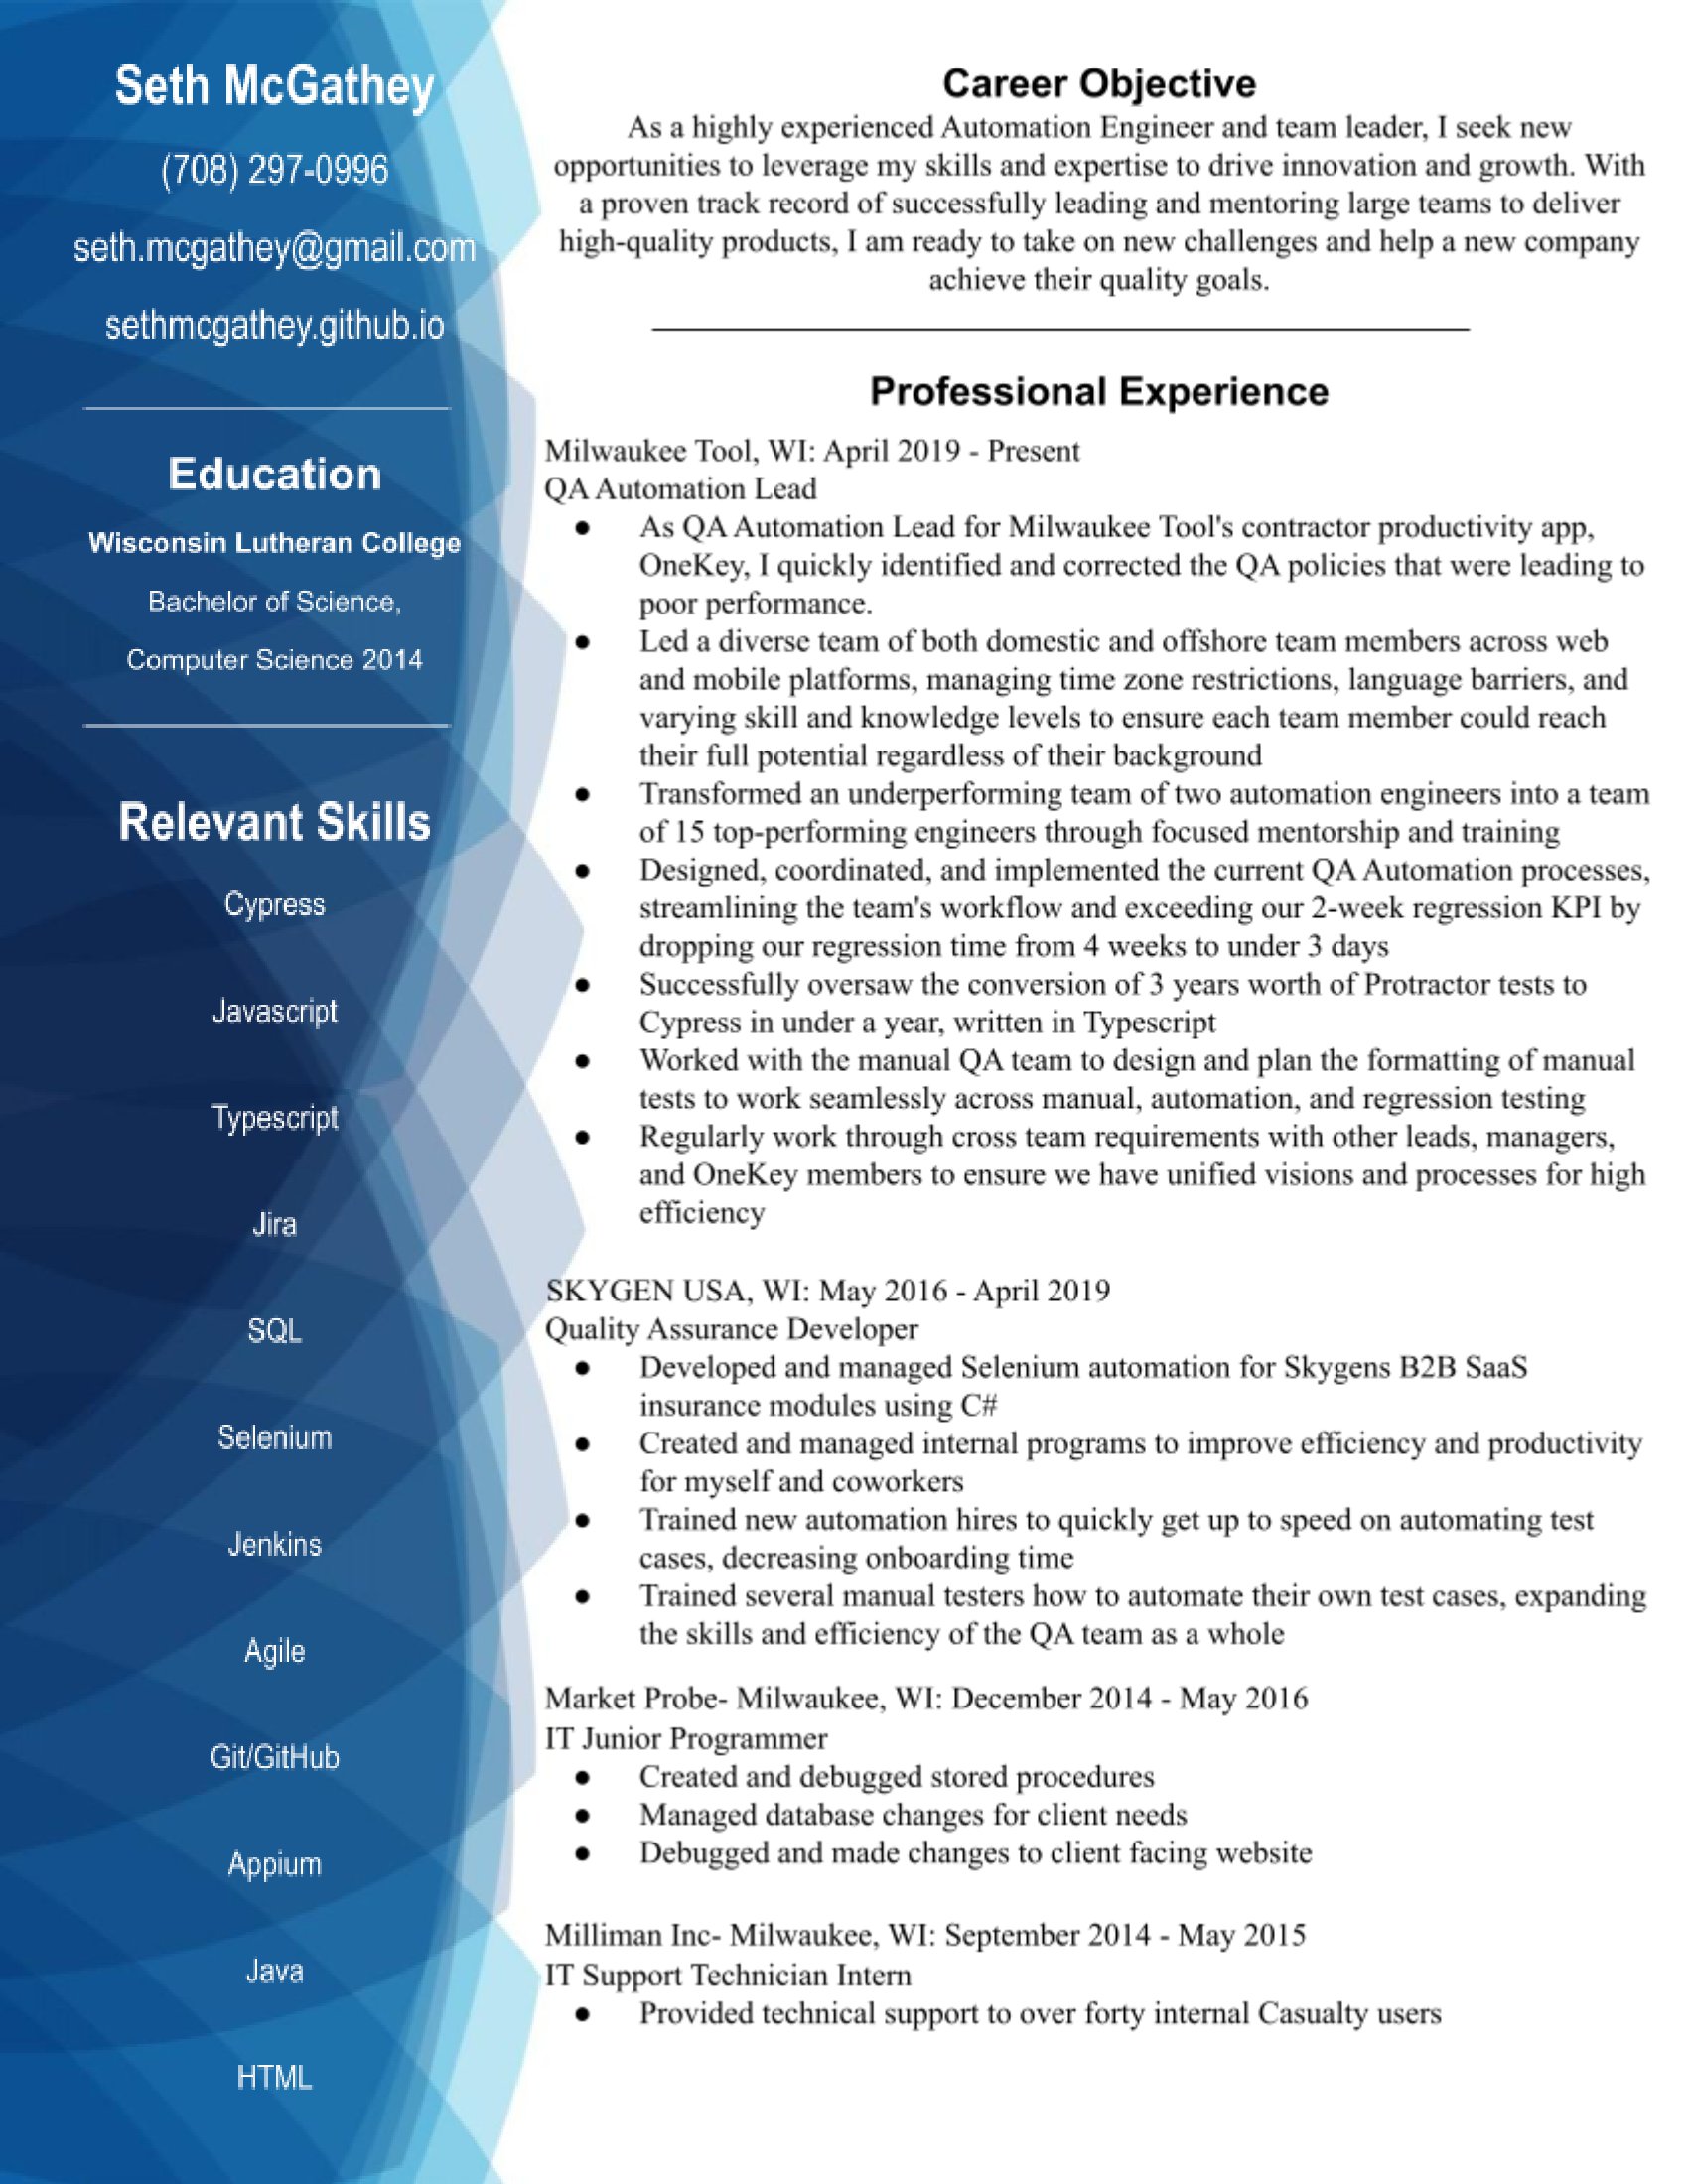 Seth McGathey
(708) 297-0996
seth.mcgathey@gmail.com
sethmcgathey.github.io
Education
Wisconsin Lutheran College
Bachelor of Science,
Computer Science 2014
Relevant Skills
Cypress
Javascript
Typescript
Jira
SQL
Selenium
Jenkins
Agile
Git/GitHub
Appium
Java
HTML
Career Objective
As a highly experienced Automation Engineer and team leader, I seek new
opportunities to leverage my skills and expertise to drive innovation and growth. With
a proven track record of successfully leading and mentoring large teams to deliver
high-quality products, I am ready to take on new challenges and help a new company
achieve their quality goals.
Professional Experience
Milwaukee Tool, WI: April 2019 - Present
QA Automation Lead
● As QA Automation Lead for Milwaukee Tool's contractor productivity app,
OneKey, I quickly identified and corrected the QA policies that were leading to
poor performance.
● Led a diverse team of both domestic and offshore team members across web
and mobile platforms, managing time zone restrictions, language barriers, and
varying skill and knowledge levels to ensure each team member could reach
their full potential regardless of their background
● Transformed an underperforming team of two automation engineers into a team
of 15 top-performing engineers through focused mentorship and training
● Designed, coordinated, and implemented the current QA Automation processes,
streamlining the team's workflow and exceeding our 2-week regression KPI by
dropping our regression time from 4 weeks to under 3 days
● Successfully oversaw the conversion of 3 years worth of Protractor tests to
Cypress in under a year, written in Typescript
● Worked with the manual QA team to design and plan the formatting of manual
tests to work seamlessly across manual, automation, and regression testing
● Regularly work through cross team requirements with other leads, managers,
and OneKey members to ensure we have unified visions and processes for high
efficiency
SKYGEN USA, WI: May 2016 - April 2019
Quality Assurance Developer
● Developed and managed Selenium automation for Skygens B2B SaaS
insurance modules using C#
● Created and managed internal programs to improve efficiency and productivity
for myself and coworkers
● Trained new automation hires to quickly get up to speed on automating test
cases, decreasing onboarding time
● Trained several manual testers how to automate their own test cases, expanding
the skills and efficiency of the QA team as a whole
Market Probe- Milwaukee, WI: December 2014 - May 2016
IT Junior Programmer
● Created and debugged stored procedures
● Managed database changes for client needs
● Debugged and made changes to client facing website
Milliman Inc- Milwaukee, WI: September 2014 - May 2015
IT Support Technician Intern
● Provided technical support to over forty internal Casualty users